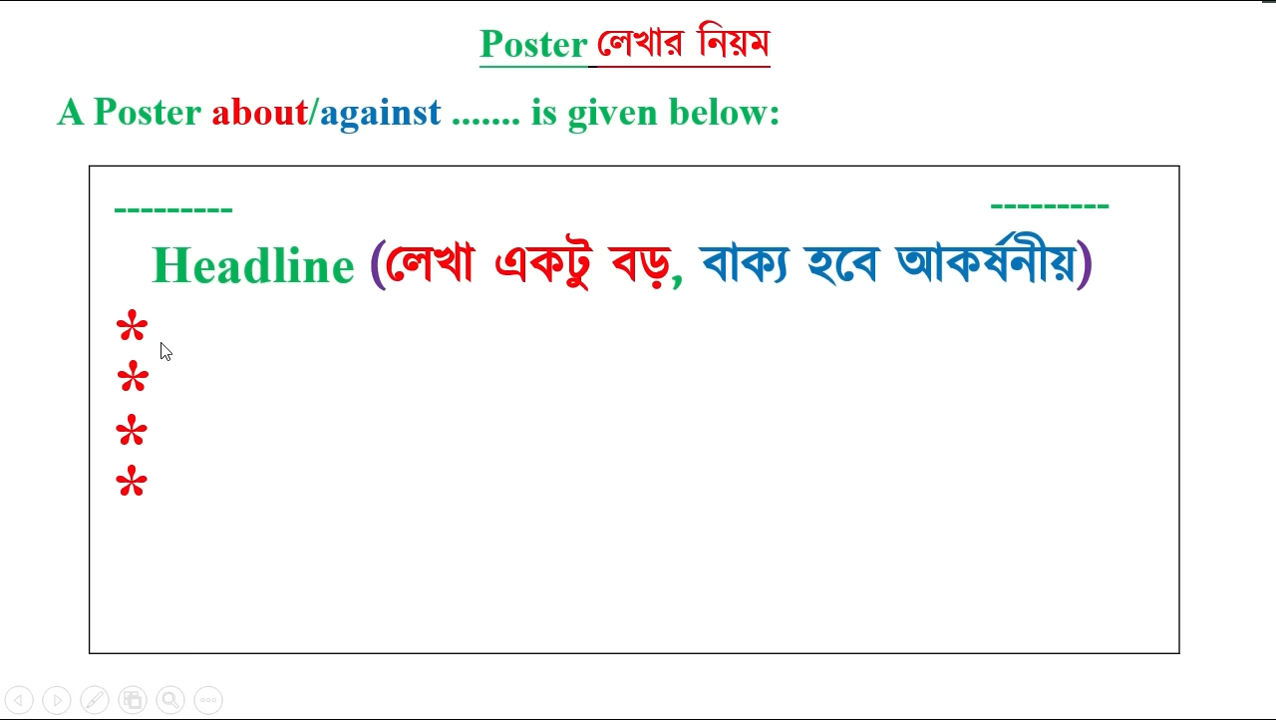 Poster লেখার নিয়ম
A Poster about/against ....... is given below:
--------- ---------
Headline (লেখা একটু বড়, বাক্য হবে আকর্ষনীয়)
*
*
*
*